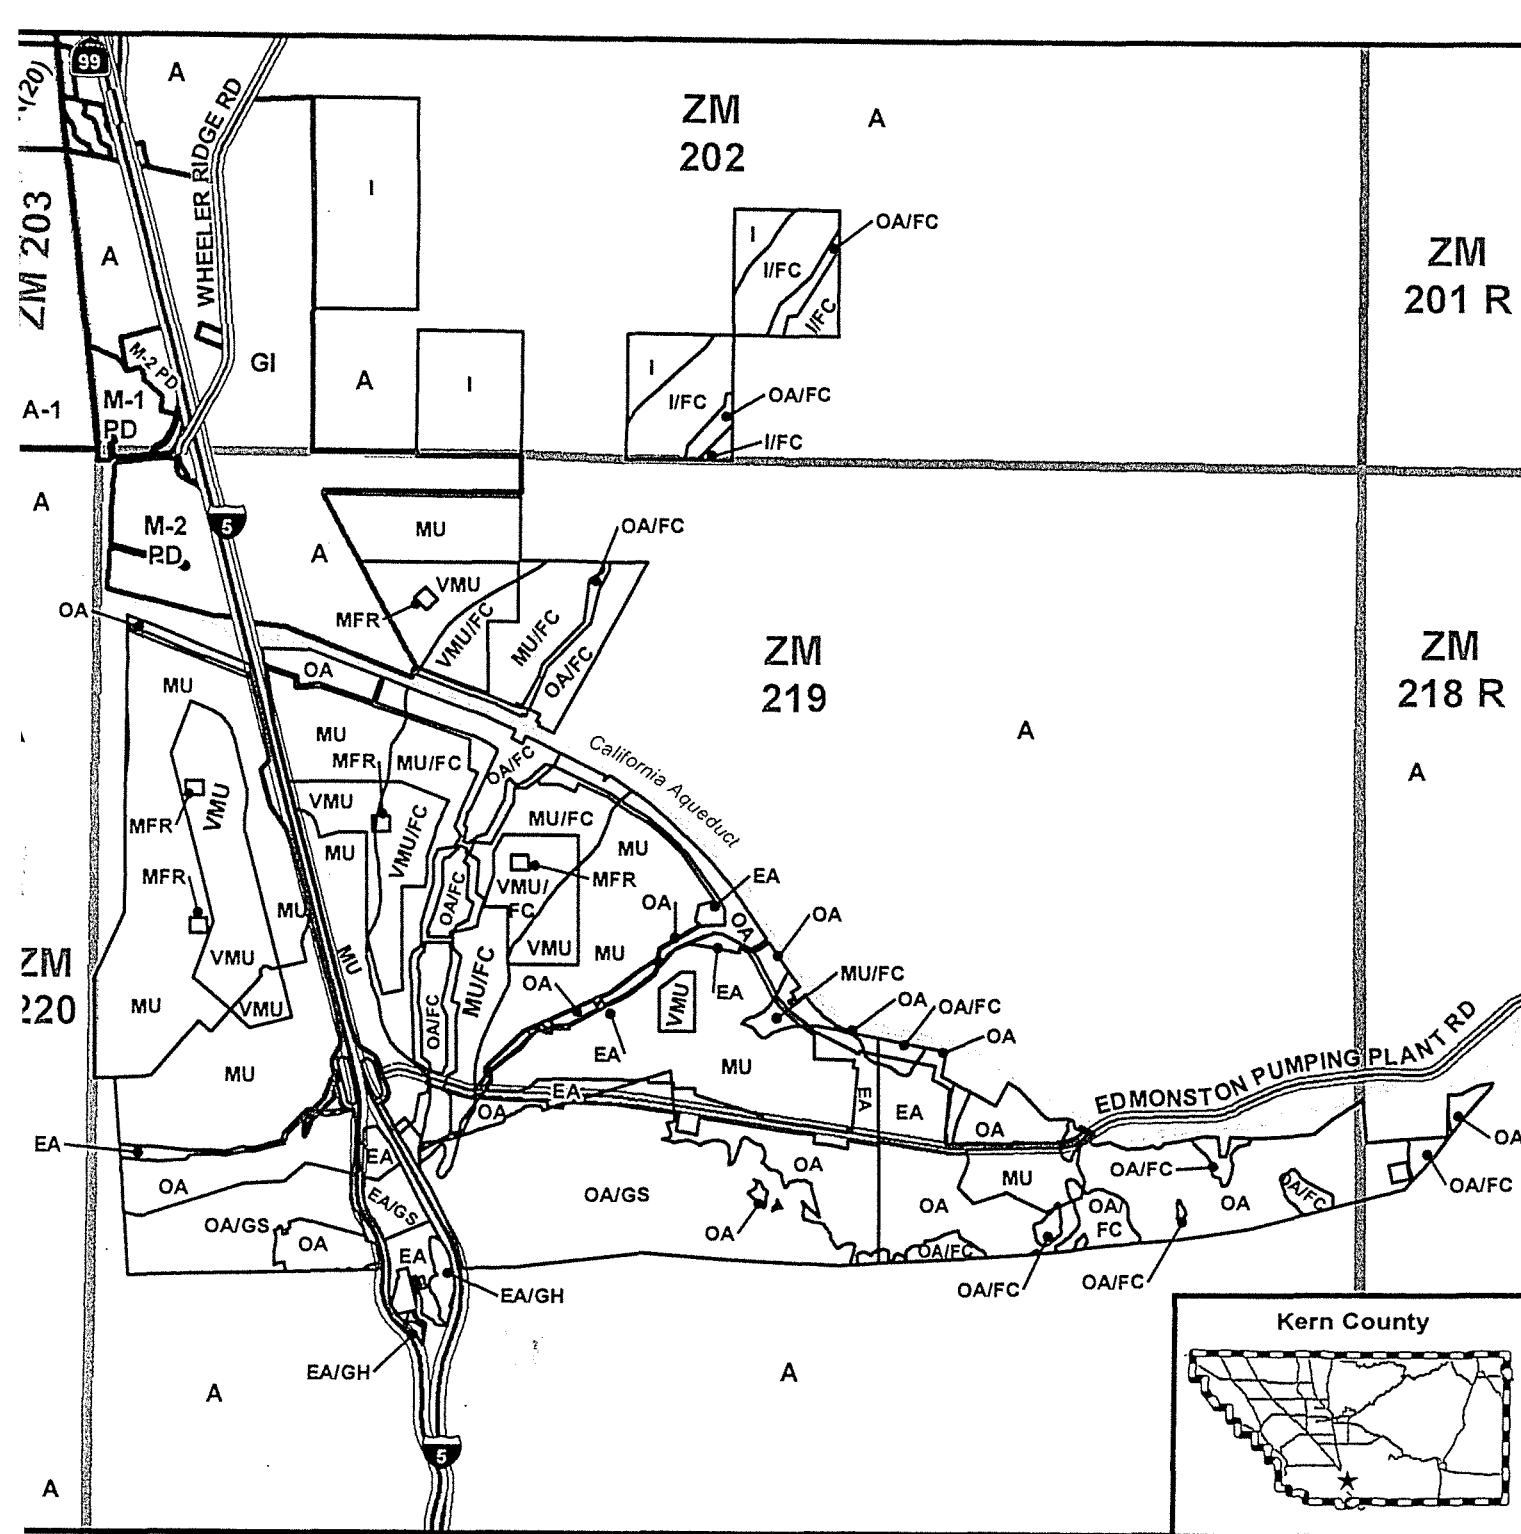 99
A
ZM
202
A
WHEELER RIDGE RD
I
ZM 203
OA/FC
I
I/FC
I/FC
ZM
201 R
A
M-2 PD
GI
A
I
I
I/FC
OA/FC
I/FC
A-1
M-1
PD
A
M-2
PD
5
A
MU
OA/FC
VMU
MFR
VMU/FC
MU/FC
OA/FC
OA
ZM
219
ZM
218 R
OA
MU
MU
MFR
MU/FC
OA/FC
California Aqueduct
A
A
VMU
MFR
VMU
VMU/FC
MU/FC
MU
MU
MFR
OA/FC
VMU/
FC
MFR
EA
OA
OA
OA
MU
VMU
MU
VMU
MU
MU/FC
OA
VMU
EA
MU/FC
OA
OA/FC
OA
ZM
220
MU
VMU
OA/FC
EA
MU
MU
EA
OA
EA
EA
OA
EDMONSTON PUMPING PLANT RD
EA
EA
OA
OA
MU
OA/FC
OA
OA/FC
OA
OA/GS
EA/GS
OA/GS
OA
OA
OA/
FC
OA
OA/FC
OA
EA
OA/FC
EA/GH
OA/FC
OA/FC
EA/GH
A
A
5
A
Kern County